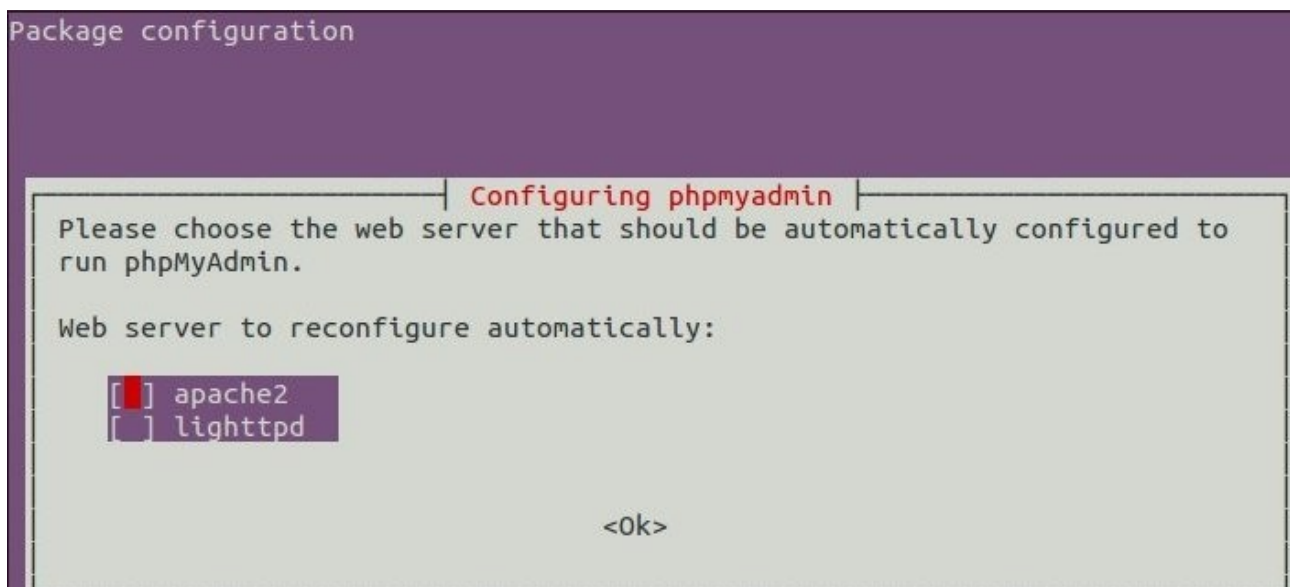 Package configuration
Configuring phpmyadmin
Please choose the web server that should be automatically configured to
run phpMyAdmin.
Web server to reconfigure automatically:
[ ] apache2
[ ] lighttpd
<Ok>